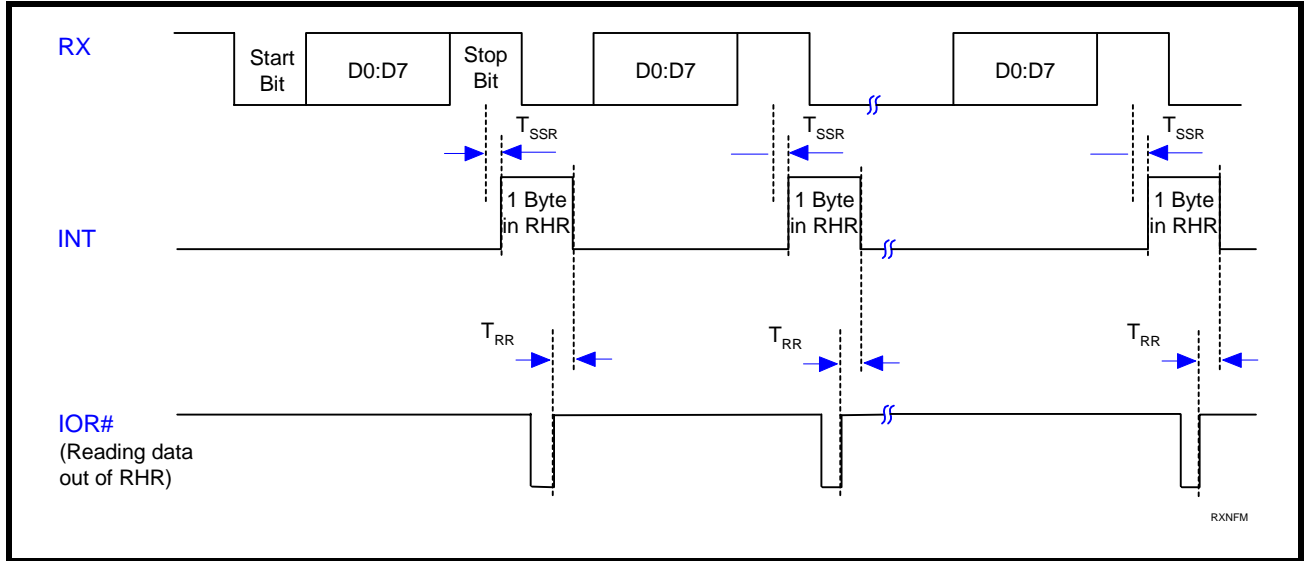 RX
Start
Bit
D0:D7
Stop
Bit
D0:D7
D0:D7
TSSR
TSSR
TSSR
1 Byte
in RHR
1 Byte
in RHR
1 Byte
in RHR
INT
TRR
TRR
TRR
IOR#
(Reading data
out of RHR)
RXNFM